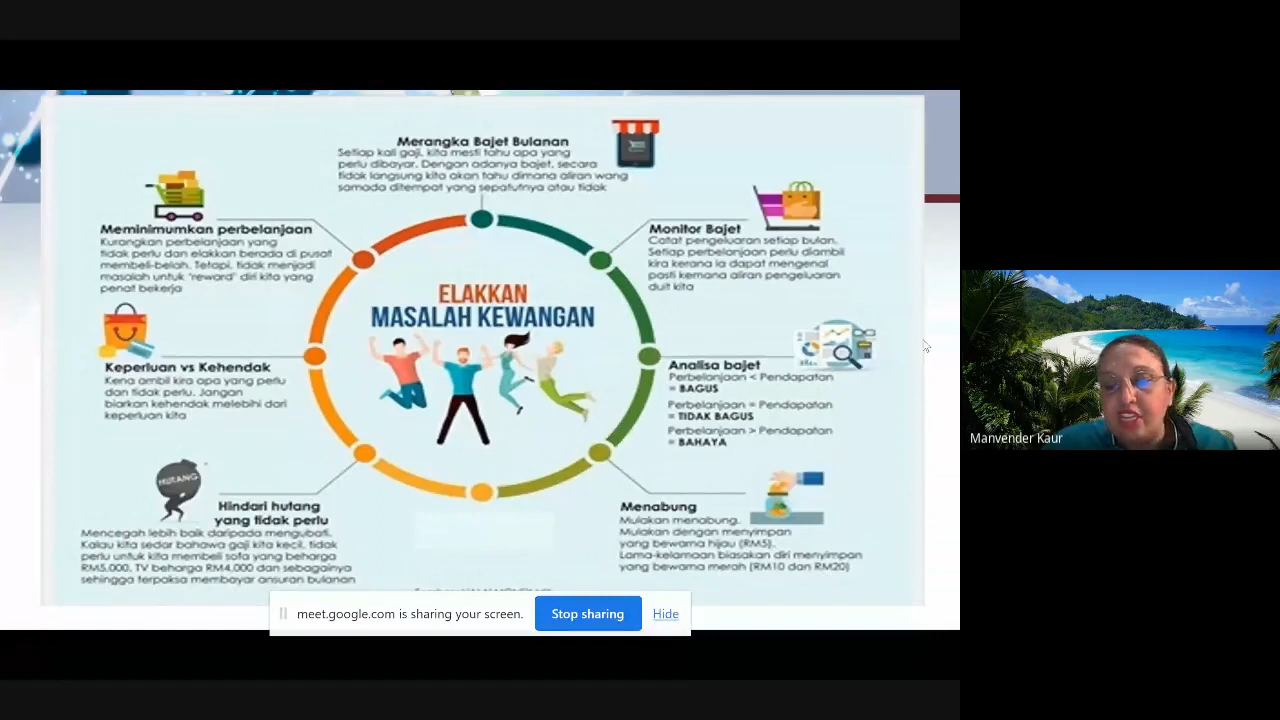 Merangka Bajet Bulanan
Setiap kali gaji, kita mesti tahu apa yang
perlu dibayar. Dengan adanya bajet, secara
tidak langsung kita akan tahu dimana aliran wang
samada ditempat yang sepatutnya atau tidak
Meminimumkan perbelanjaan
Kurangkan perbelanjaan yang
tidak perlu dan elakkan berada di pusat
membeli-belah. Tetapi, tidak menjadi
masalah untuk 'reward' diri kita yang
penat bekerja
Monitor Bajet
Catat pengeluaran setiap bulan.
Setiap perbelanjaan perlu diambil
kira kerana ia dapat mengenal
pasti kemana aliran pengeluaran
duit kita
ELAKKAN
MASALAH KEWANGAN
Keperluan vs Kehendak
Kena ambil kira apa yang perlu
dan tidak perlu. Jangan
biarkan kehendak melebihi dari
keperluan kita
Analisa bajet
Perbelanjaan < Pendapatan
= BAGUS
Perbelanjaan = Pendapatan
= TIDAK BAGUS
Perbelanjaan > Pendapatan
= BAHAYA
HUTANG
Hindari hutang
yang tidak perlu
Mencegah lebih baik daripada mengubati.
Kalau kita sedar bahawa gaji kita kecil, tidak
perlu untuk kita membeli sofa yang beharga
RM5,000, TV beharga RM4,000 dan sebagainya
sehingga terpaksa membayar ansuran bulanan
Menabung
Mulakan menabung.
Mulakan dengan menyimpan
yang bewarna hijau (RM5).
Lama-kelamaan biasakan diri menyimpan
yang bewarna merah (RM10 dan RM20)
meet.google.com is sharing your screen.
Stop sharing
Hide
Manvender Kaur